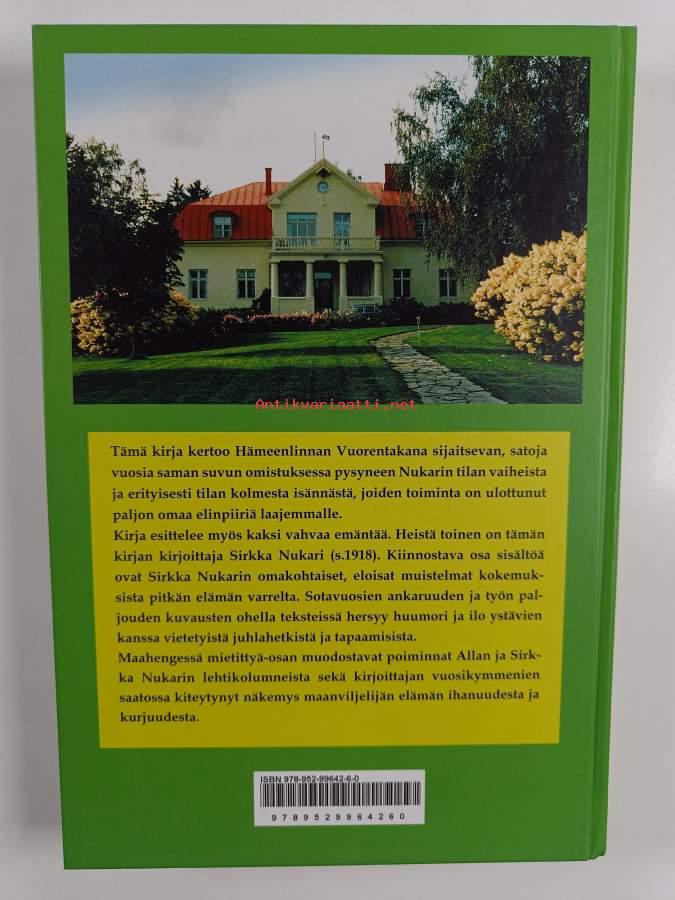 Antikvariaatti.net
Tämä kirja kertoo Hämeenlinnan Vuorentakana sijaitsevan, satoja
vuosia saman suvun omistuksessa pysyneen Nukarin tilan vaiheista
ja erityisesti tilan kolmesta isännästä, joiden toiminta on ulottunut
paljon omaa elinpiiriä laajemmalle.
Kirja esittelee myös kaksi vahvaa emäntää. Heistä toinen on tämän
kirjan kirjoittaja Sirkka Nukari (s.1918). Kiinnostava osa sisältöä
ovat Sirkka Nukarin omakohtaiset, eloisat muistelmat kokemuk-
sista pitkän elämän varrelta. Sotavuosien ankaruuden ja työn pal-
jouden kuvausten ohella teksteissä hersyy huumori ja ilo ystävien
kanssa vietetyistä juhlahetkistä ja tapaamisista.
Maahengessä mietittyä-osan muodostavat poiminnat Allan ja Sirk-
ka Nukarin lehtikolumneista sekä kirjoittajan vuosikymmenien
saatossa kiteytynyt näkemys maanviljelijän elämän ihanuudesta ja
kurjuudesta.
ISBN 978-952-99642-6-0
9789529964260